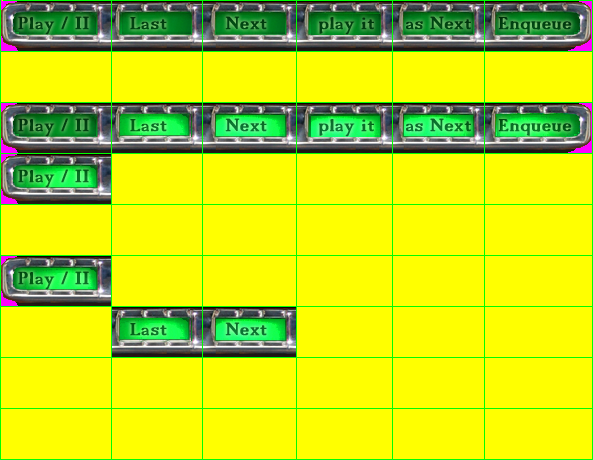 Play / II Last Next play it as Next Enqueue
Play / II Last Next play it as Next Enqueue
Play / II
Play / II
Last Next